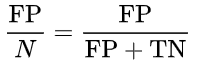 FP/N = FP/(FP + TN)